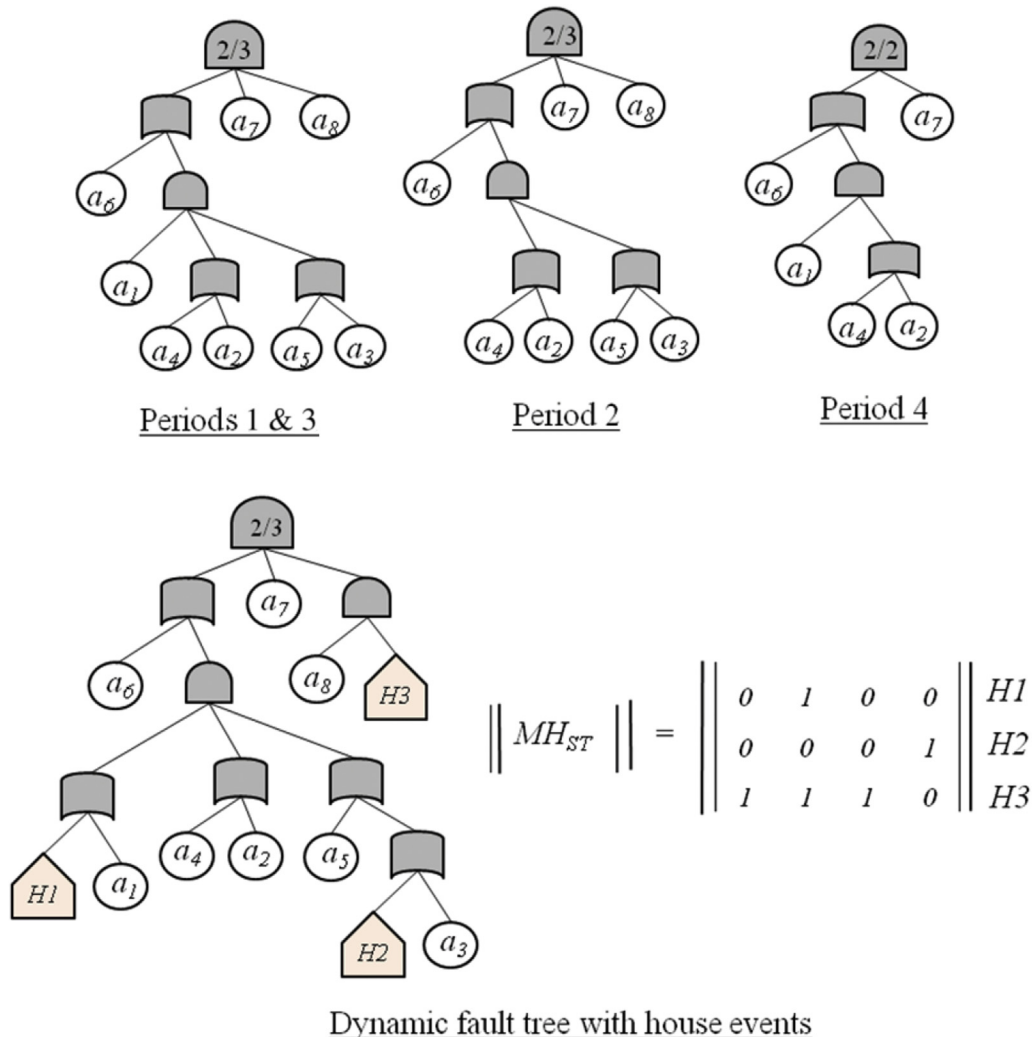 2/3
a7 a8
a6
a1
a4 a2 a5 a3
Periods 1 & 3
2/3
a7 a8
a6
a4 a2 a5 a3
Period 2
2/2
a7
a6
a1
a4 a2
Period 4
2/3
a7
a6 a8 H3
a4 a2 a5
H1 a1
H2 a3
|| MHST || = || 0 1 0 0 || H1
0 0 0 1 H2
1 1 1 0 H3
Dynamic fault tree with house events